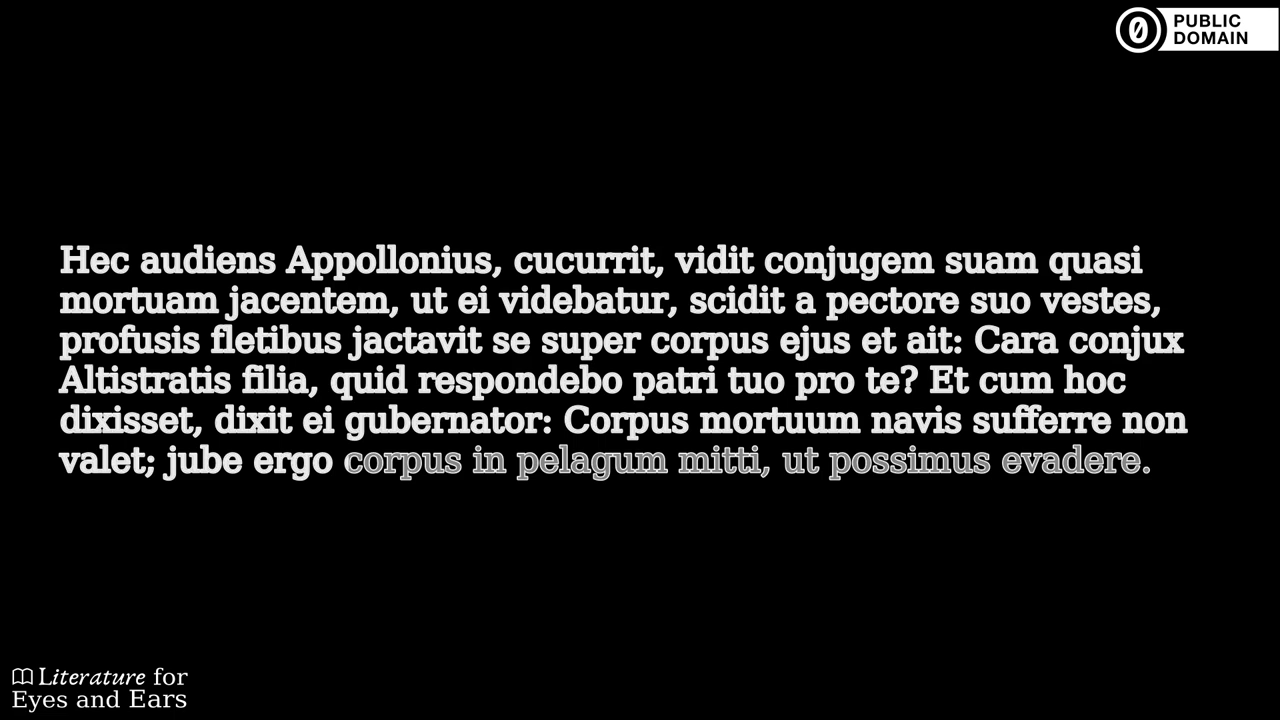 PUBLIC
DOMAIN
Hec audiens Appollonius, cucurrit, vidit conjugem suam quasi
mortuam jacentem, ut ei videbatur, scidit a pectore suo vestes,
profusis fletibus jactavit se super corpus ejus et ait: Cara conjux
Altistratis filia, quid respondebo patri tuo pro te? Et cum hoc
dixisset, dixit ei gubernator: Corpus mortuum navis sufferre non
valet; jube ergo corpus in pelagum mitti, ut possimus evadere.
Literature for
Eyes and Ears